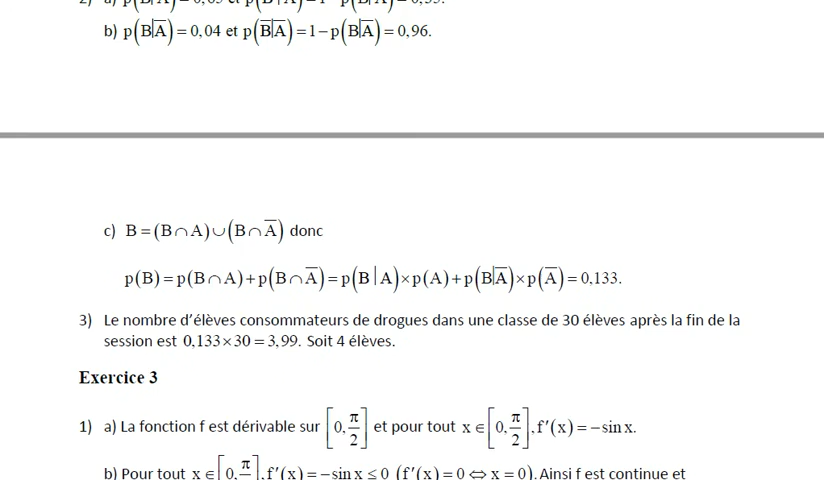 b) p(B|A̅) = 0,04 et p(B̅|A̅) = 1 − p(B|A̅) = 0,96.
c) B = (B ∩ A) ∪ (B ∩ A̅) donc
p(B) = p(B ∩ A) + p(B ∩ A̅) = p(B | A) × p(A) + p(B|A̅) × p(A̅) = 0,133.
3) Le nombre d'élèves consommateurs de drogues dans une classe de 30 élèves après la fin de la
session est 0,133 × 30 = 3,99. Soit 4 élèves.
Exercice 3
1) a) La fonction f est dérivable sur [0, π/2] et pour tout x ∈ [0, π/2], f'(x) = −sin x.
b) Pour tout x ∈ [0, π/2], f'(x) = −sin x ≤ 0 (f'(x) = 0 ⇔ x = 0). Ainsi f est continue et